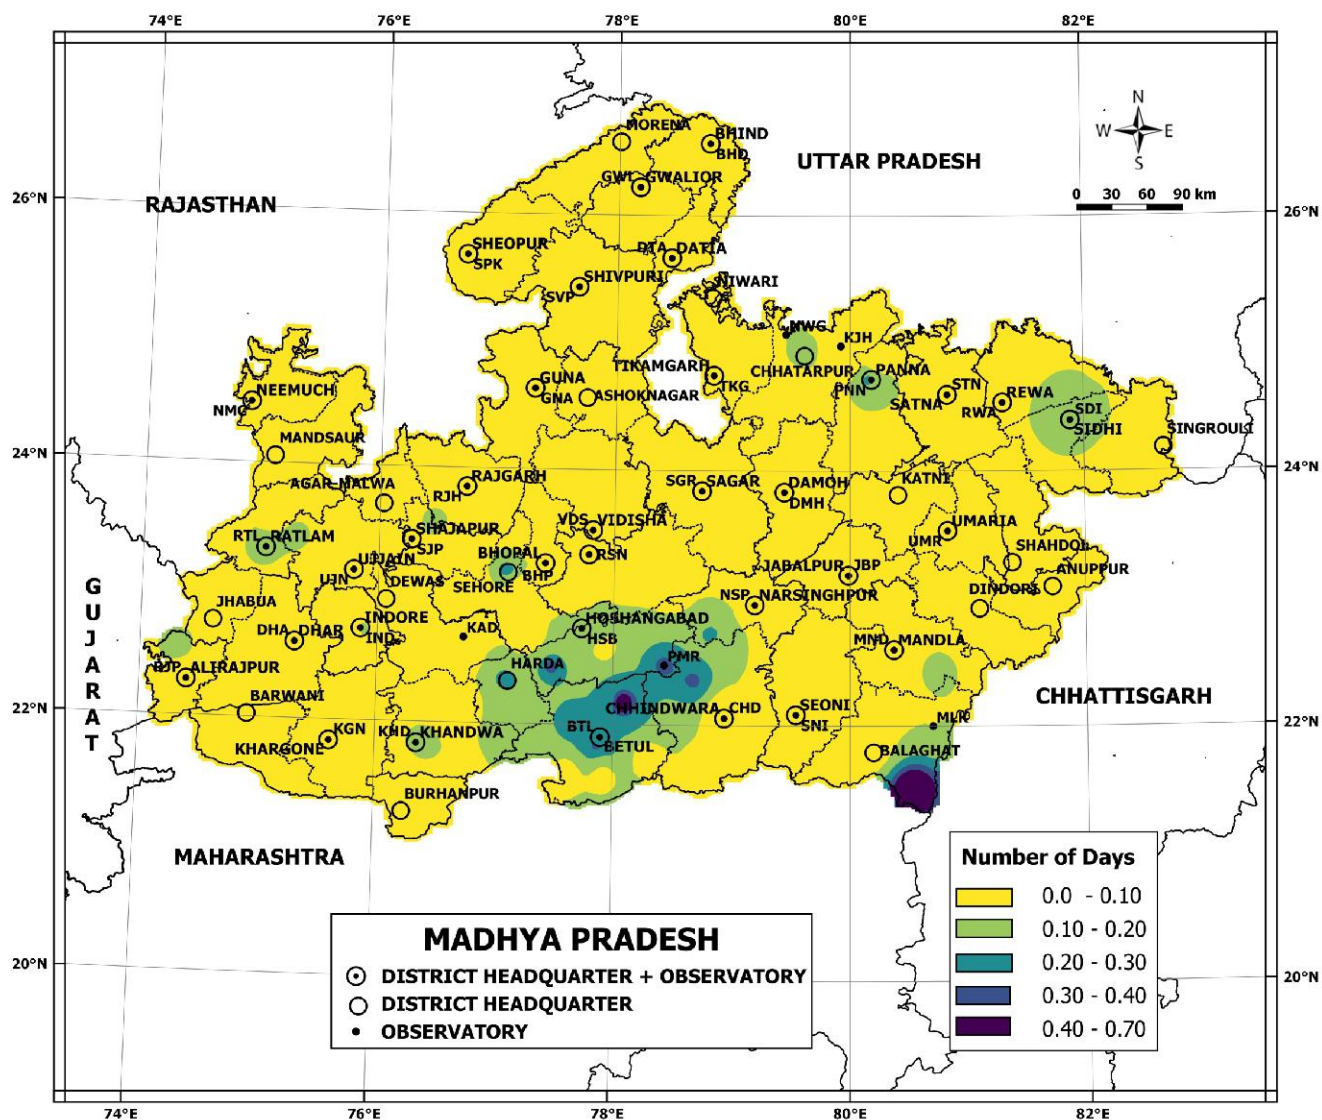 74°E 76°E 78°E 80°E 82°E
N
W E
S
MORENA
BHIND
BHD
UTTAR PRADESH
GWL GWALIOR
26°N
26°N
RAJASTHAN
0 30 60 90 km
SHEOPUR
SPK
DTA DATIA
SHIVPURI
SVP
NIWARI
NWG
KJH
TIKAMGARH
TKG
CHHATARPUR
PANNA
PNN
GUNA
GNA
ASHOKNAGAR
STN
SATNA
REWA
RWA
SDI
SIDHI
SINGROULI
NEEMUCH
NMC
MANDSAUR
24°N
24°N
AGAR-MALWA
RAJGARH
RJH
SGR SAGAR
DAMOH
DMH
KATNI
UMARIA
UMR
SHAHDOL
ANUPPUR
RTL RATLAM
SHAJAPUR
SJP
VDS VIDISHA
RSN
BHOPAL
BHP
SEHORE
UJJAIN
UJN
DEWAS
JABALPUR JBP
DINDORI
GUJARAT
JHABUA
INDORE
IND
DHA DHAR
KAD
HOSHANGABAD
HSB
NSP NARSINGHPUR
MND MANDLA
RJP ALIRAJPUR
HARDA
PMR
CHHATTISGARH
BARWANI
22°N
22°N
CHHINDWARA CHD
SEONI
SNI
MLK
KGN
KHARGONE
KHD KHANDWA
BTL
BETUL
BALAGHAT
BURHANPUR
MAHARASHTRA
Number of Days
0.0 - 0.10
0.10 - 0.20
0.20 - 0.30
0.30 - 0.40
0.40 - 0.70
MADHYA PRADESH
DISTRICT HEADQUARTER + OBSERVATORY
DISTRICT HEADQUARTER
OBSERVATORY
20°N
20°N
74°E 76°E 78°E 80°E 82°E